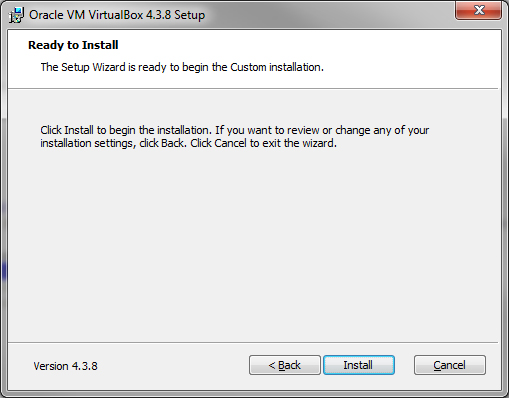 Oracle VM VirtualBox 4.3.8 Setup
Ready to Install
The Setup Wizard is ready to begin the Custom installation.
Click Install to begin the installation. If you want to review or change any of your
installation settings, click Back. Click Cancel to exit the wizard.
Version 4.3.8
< Back
Install
Cancel